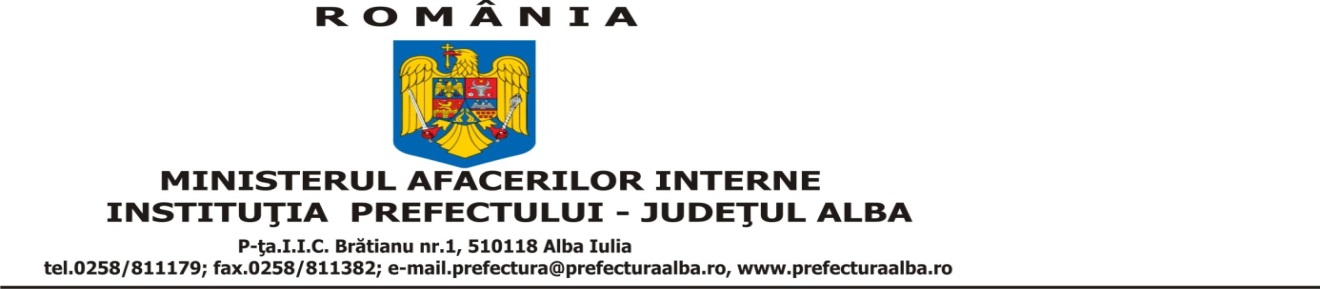 R O M Â N I A
MINISTERUL AFACERILOR INTERNE
INSTITUŢIA PREFECTULUI - JUDEŢUL ALBA
P-ţa.I.I.C. Brătianu nr.1, 510118 Alba Iulia
tel.0258/811179; fax.0258/811382; e-mail.prefectura@prefecturaalba.ro, www.prefecturaalba.ro